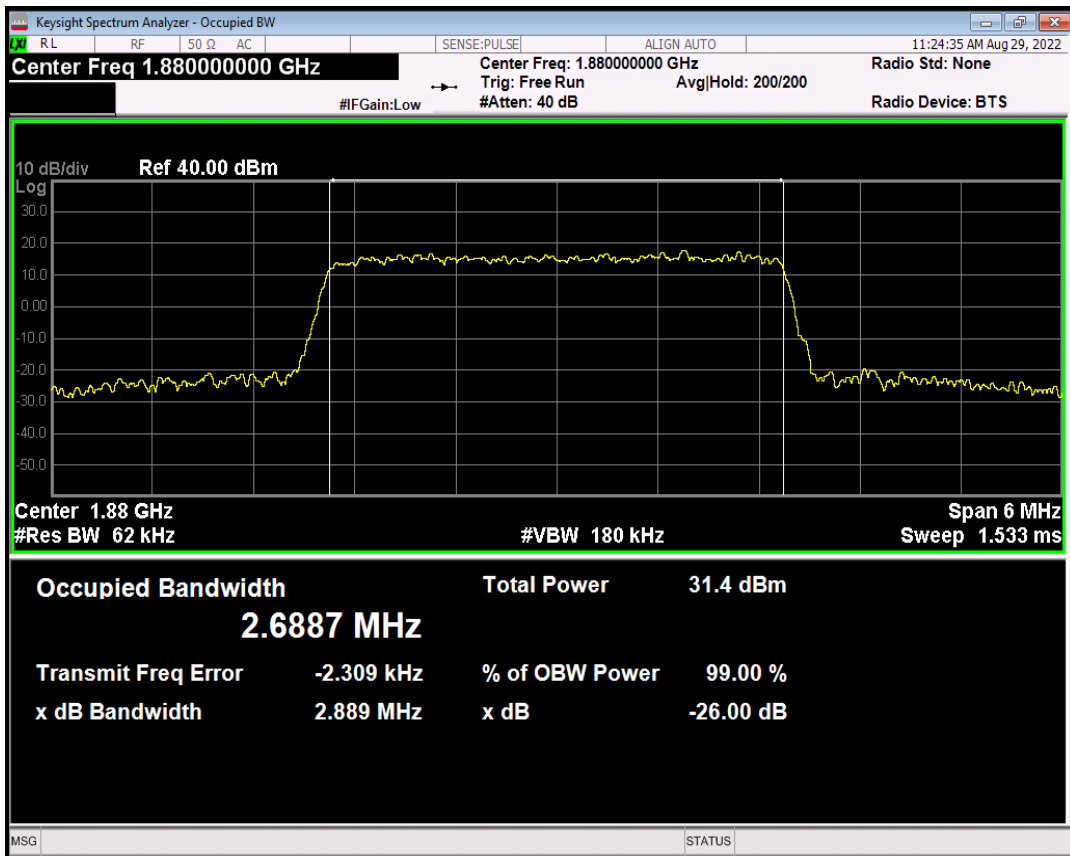 Keysight Spectrum Analyzer - Occupied BW
LXI RL RF 50 Ω AC SENSE:PULSE ALIGN AUTO 11:24:35 AM Aug 29, 2022
Center Freq 1.880000000 GHz Center Freq: 1.880000000 GHz Radio Std: None
Trig: Free Run Avg|Hold: 200/200
#IFGain:Low #Atten: 40 dB Radio Device: BTS
10 dB/div Ref 40.00 dBm
Log
30.0
20.0
10.0
0.00
-10.0
-20.0
-30.0
-40.0
-50.0
Center 1.88 GHz Span 6 MHz
#Res BW 62 kHz #VBW 180 kHz Sweep 1.533 ms
Occupied Bandwidth Total Power 31.4 dBm
2.6887 MHz
Transmit Freq Error -2.309 kHz % of OBW Power 99.00 %
x dB Bandwidth 2.889 MHz x dB -26.00 dB
MSG STATUS